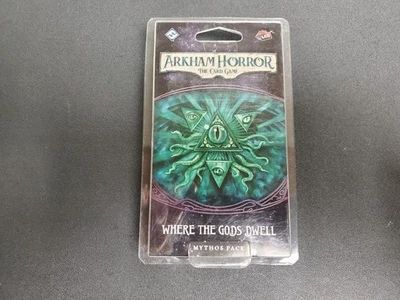 ARKHAM HORROR
THE CARD GAME
WHERE THE GODS DWELL
MYTHOS PACK